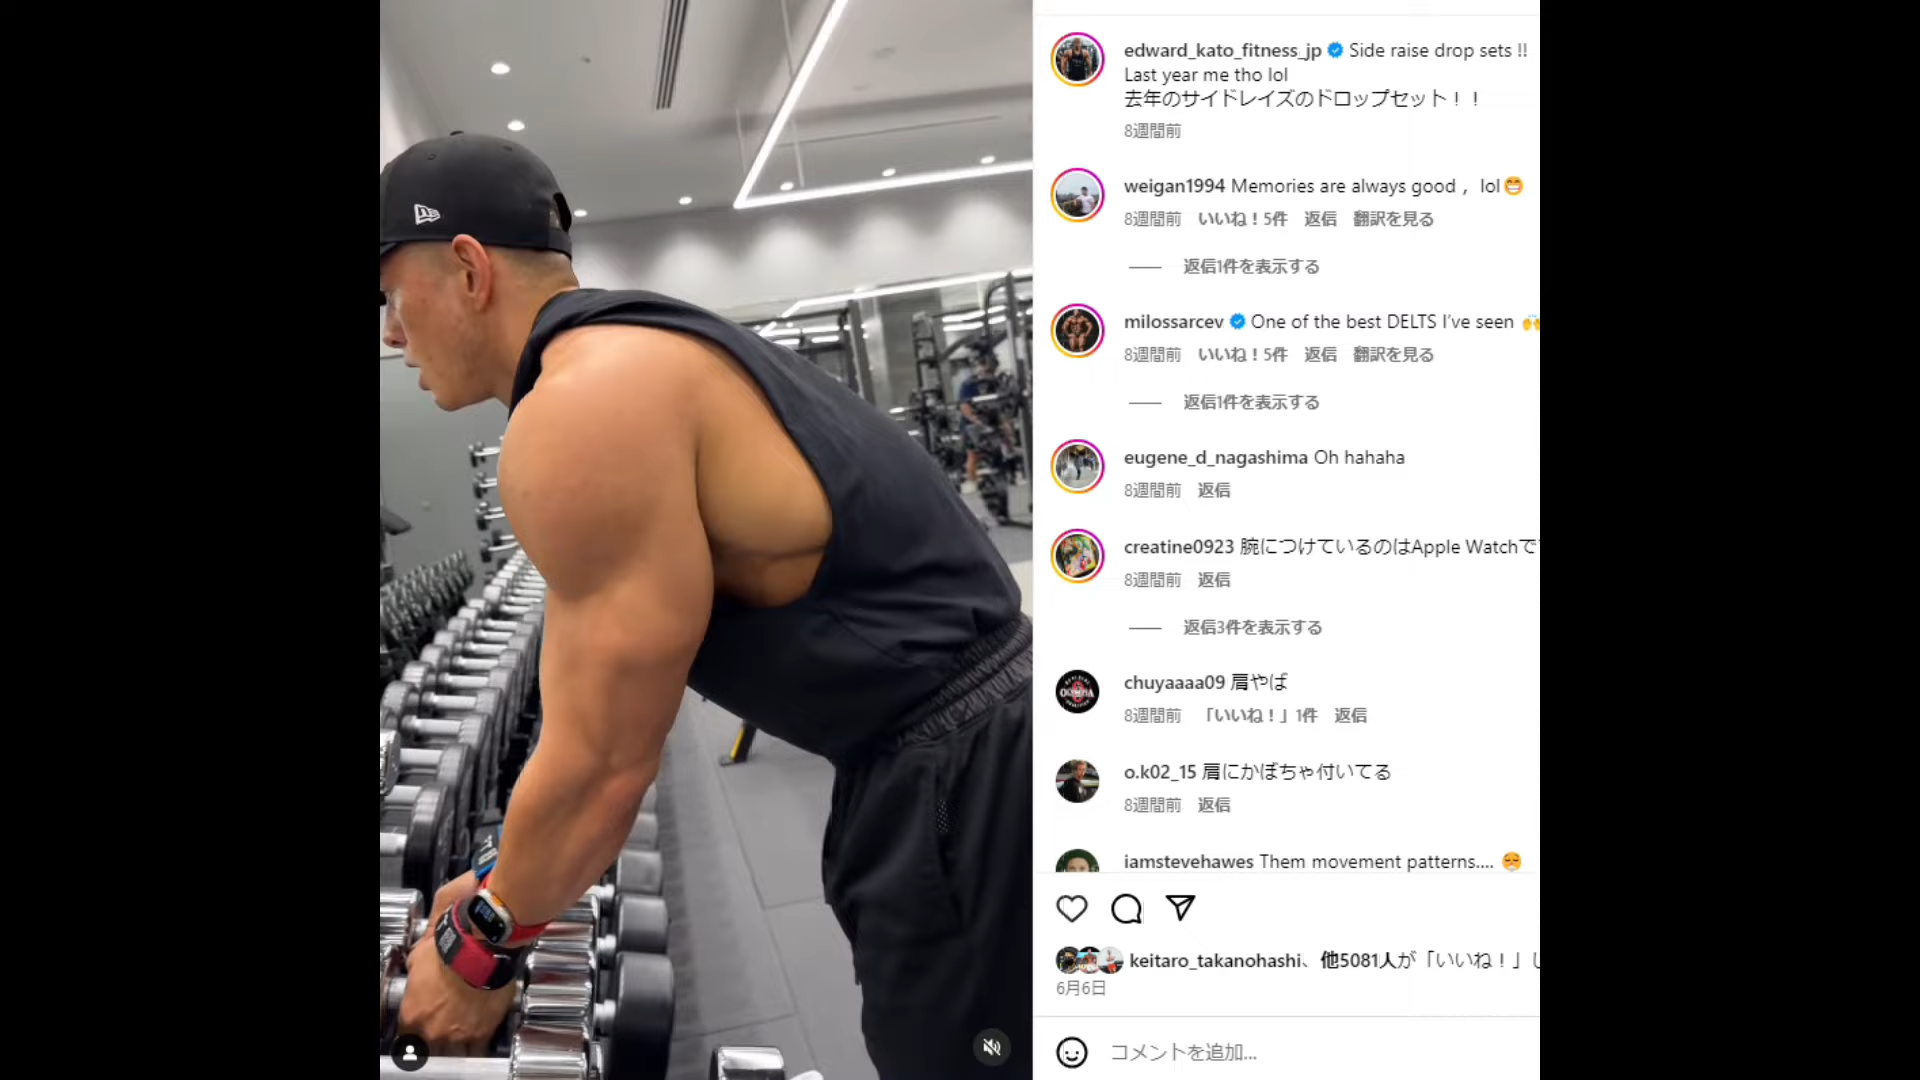 edward_kato_fitness_jp Side raise drop sets !!
Last year me tho lol
去年のサイドレイズのドロップセット！！
8週間前
weigan1994 Memories are always good ，lol😁
8週間前 いいね！5件 返信 翻訳を見る
返信1件を表示する
milossarcev One of the best DELTS I've seen 🙌
8週間前 いいね！5件 返信 翻訳を見る
返信1件を表示する
eugene_d_nagashima Oh hahaha
8週間前 返信
creatine0923 腕につけているのはApple Watchで
8週間前 返信
返信3件を表示する
chuyaaaa09 肩やば
8週間前 「いいね！」1件 返信
o.k02_15 肩にかぼちゃ付いてる
8週間前 返信
iamstevehawes Them movement patterns.... 😮‍💨
keitaro_takanohashi、他5081人が「いいね！」し
6月6日
コメントを追加...